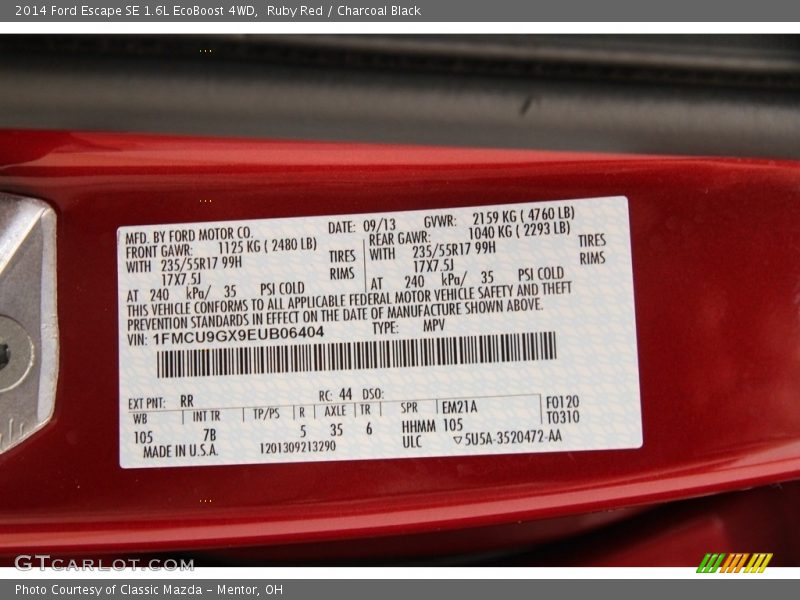 2014 Ford Escape SE 1.6L EcoBoost 4WD, Ruby Red / Charcoal Black
MFD. BY FORD MOTOR CO. DATE: 09/13 GVWR: 2159 KG ( 4760 LB)
FRONT GAWR: 1125 KG ( 2480 LB) REAR GAWR: 1040 KG ( 2293 LB)
WITH 235/55R17 99H TIRES WITH 235/55R17 99H TIRES
17X7.5J RIMS 17X7.5J RIMS
AT 240 kPa/ 35 PSI COLD AT 240 kPa/ 35 PSI COLD
THIS VEHICLE CONFORMS TO ALL APPLICABLE FEDERAL MOTOR VEHICLE SAFETY AND THEFT
PREVENTION STANDARDS IN EFFECT ON THE DATE OF MANUFACTURE SHOWN ABOVE.
VIN: 1FMCU9GX9EUB06404 TYPE: MPV
EXT PNT: RR RC: 44 DSO: F0120
WB INT TR TP/PS R AXLE TR SPR EM21A T0310
105 7B 5 35 6 HHMM 105
MADE IN U.S.A. 1201309213290 ULC ▽5U5A-3520472-AA
GTCARLOT.COM
Photo Courtesy of Classic Mazda - Mentor, OH